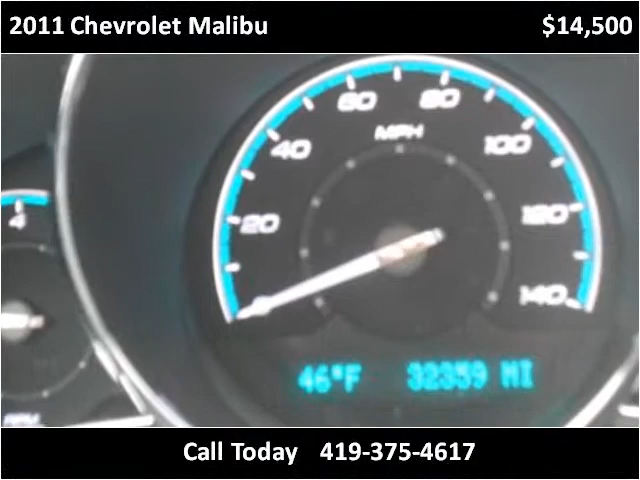 2011 Chevrolet Malibu $14,500
60 80
MPH
40 100
4 20 120
140
46°F 32359 MI
Call Today 419-375-4617